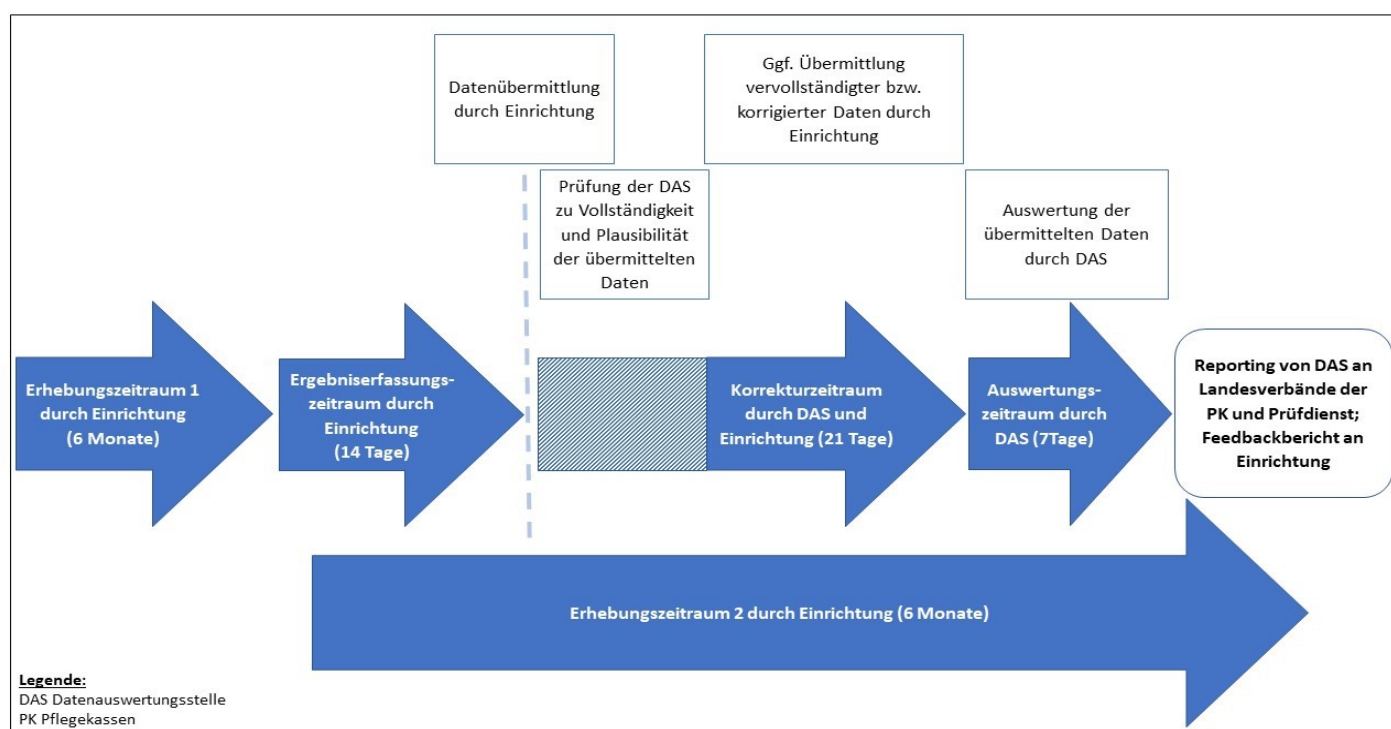 Datenübermittlung
durch Einrichtung
Ggf. Übermittlung
vervollständigter bzw.
korrigierter Daten durch
Einrichtung
Prüfung der DAS
zu Vollständigkeit
und Plausibilität
der übermittelten
Daten
Auswertung der
übermittelten Daten
durch DAS
Erhebungszeitraum 1
durch Einrichtung
(6 Monate)
Ergebniserfassungs-
zeitraum durch
Einrichtung
(14 Tage)
Korrekturzeitraum
durch DAS und
Einrichtung (21 Tage)
Auswertungs-
zeitraum durch
DAS (7Tage)
Reporting von DAS an
Landesverbände der
PK und Prüfdienst;
Feedbackbericht an
Einrichtung
Erhebungszeitraum 2 durch Einrichtung (6 Monate)
Legende:
DAS Datenauswertungsstelle
PK Pflegekassen